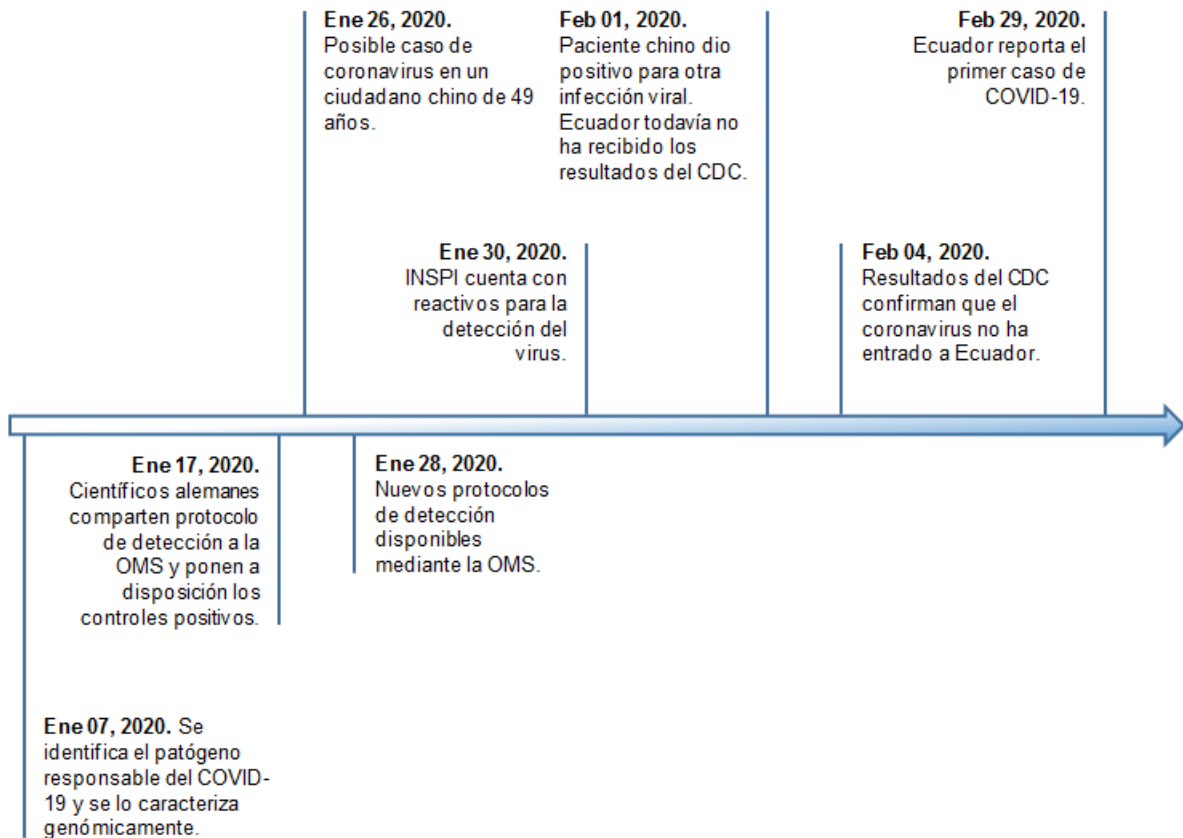 Ene 26, 2020.
Posible caso de
coronavirus en un
ciudadano chino de 49
años.
Feb 01, 2020.
Paciente chino dio
positivo para otra
infección viral.
Ecuador todavía no
ha recibido los
resultados del CDC.
Feb 29, 2020.
Ecuador reporta el
primer caso de
COVID-19.
Ene 30, 2020.
INSPI cuenta con
reactivos para la
detección del
virus.
Feb 04, 2020.
Resultados del CDC
confirman que el
coronavirus no ha
entrado a Ecuador.
Ene 17, 2020.
Científicos alemanes
comparten protocolo
de detección a la
OMS y ponen a
disposición los
controles positivos.
Ene 28, 2020.
Nuevos protocolos
de detección
disponibles
mediante la OMS.
Ene 07, 2020. Se
identifica el patógeno
responsable del COVID-
19 y se lo caracteriza
genómicamente.